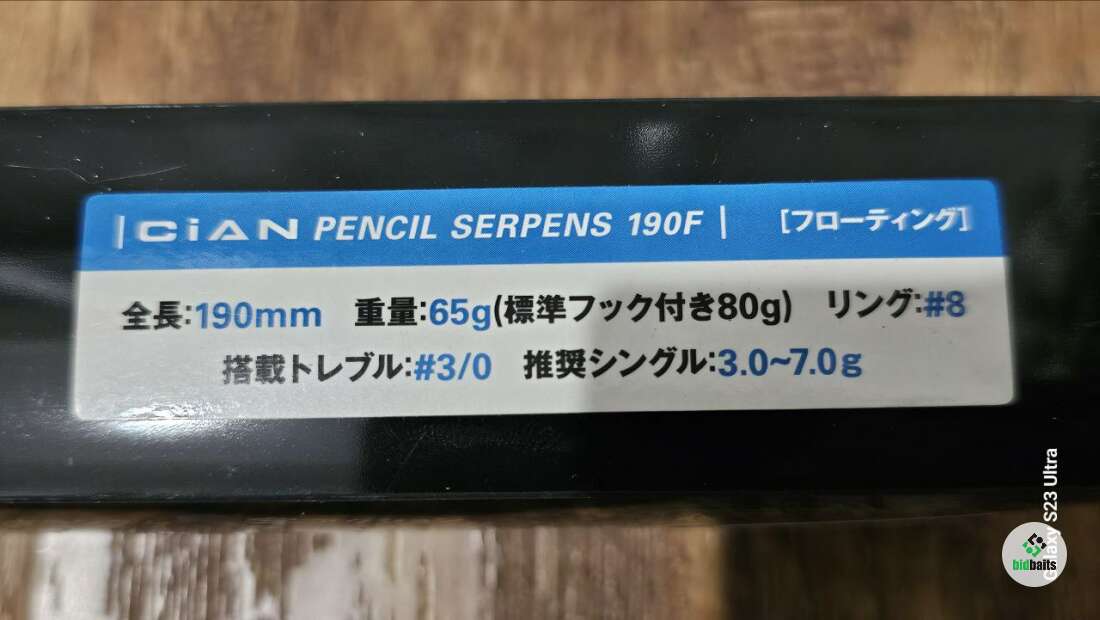 CiAN PENCIL SERPENS 190F [フローティング]
全長:190mm 重量:65g(標準フック付き80g) リング:#8
搭載トレブル:#3/0 推奨シングル:3.0~7.0g
Galaxy S23 Ultra
bidbaits